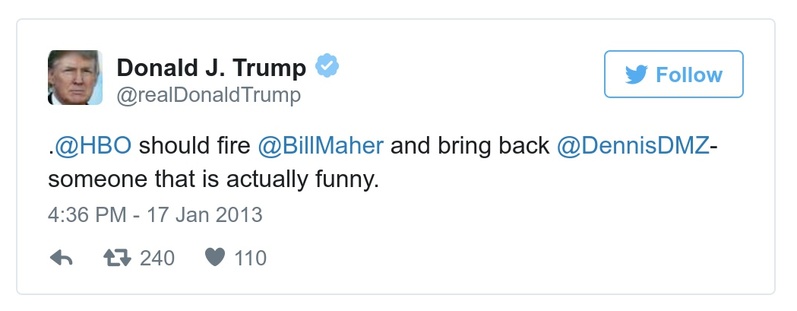 Donald J. Trump
@realDonaldTrump
Follow
.@HBO should fire @BillMaher and bring back @DennisDMZ-
someone that is actually funny.
4:36 PM - 17 Jan 2013
240 110